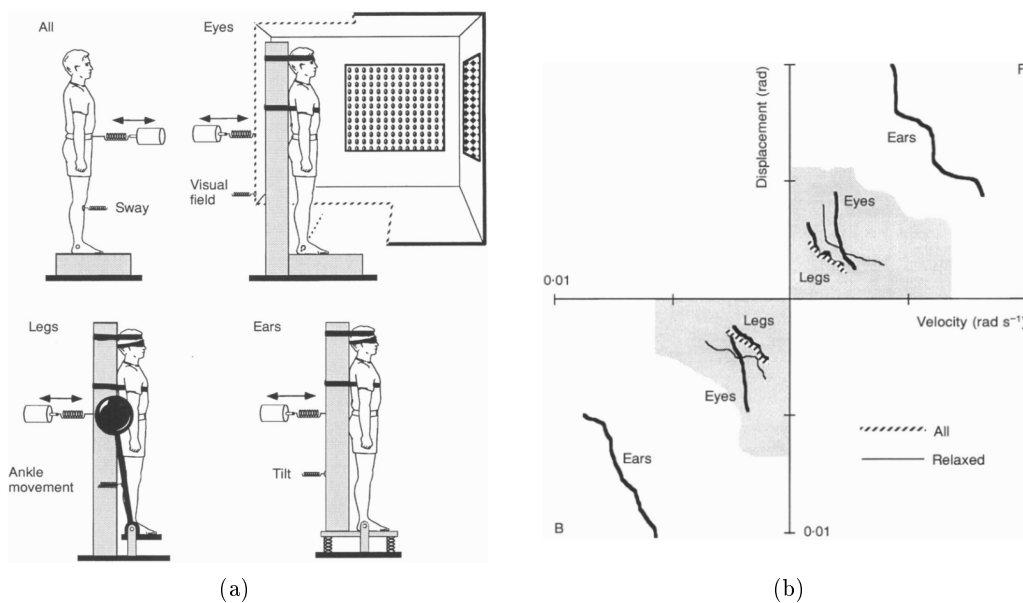 All
Eyes
Visual
field
Sway
Legs
Ears
Ankle
movement
Tilt
(a)
Displacement (rad)
F
Ears
Eyes
Legs
0·01
Velocity (rad s⁻¹)
Legs
Eyes
All
Relaxed
Ears
B
0·01
(b)